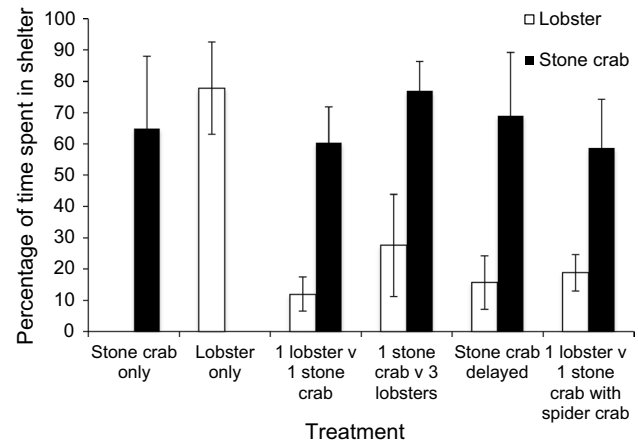 Lobster
Stone crab
Percentage of time spent in shelter
100
90
80
70
60
50
40
30
20
10
0
Stone crab only
Lobster only
1 lobster v 1 stone crab
1 stone crab v 3 lobsters
Stone crab delayed
1 lobster v 1 stone crab with spider crab
Treatment